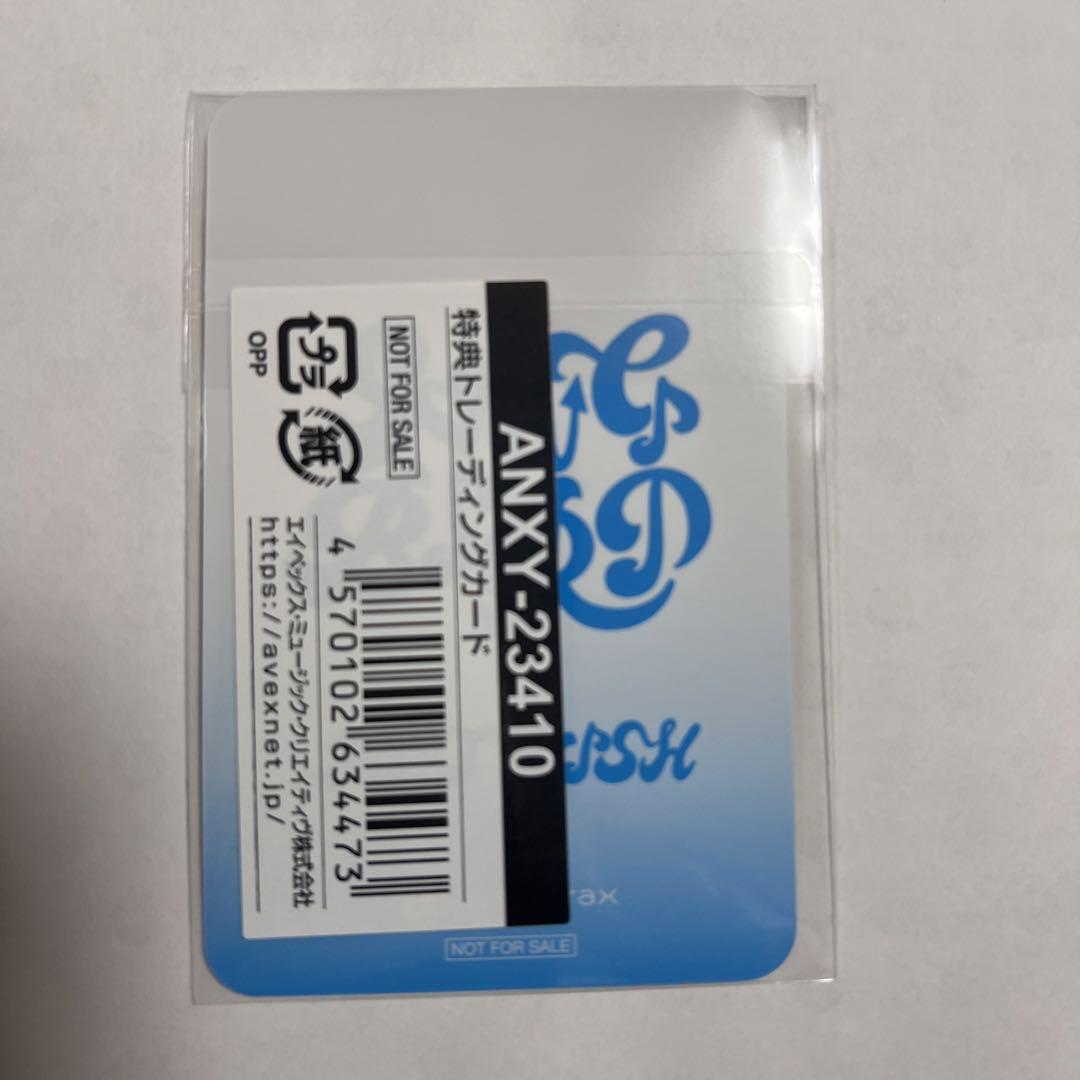 ANXY-23410
特典トレーディングカード
NOT FOR SALE
プラ
紙
OPP
4 570102 634473
エイベックス・ミュージック・クリエイティヴ株式会社
https://avexnet.jp/
rax
NOT FOR SALE